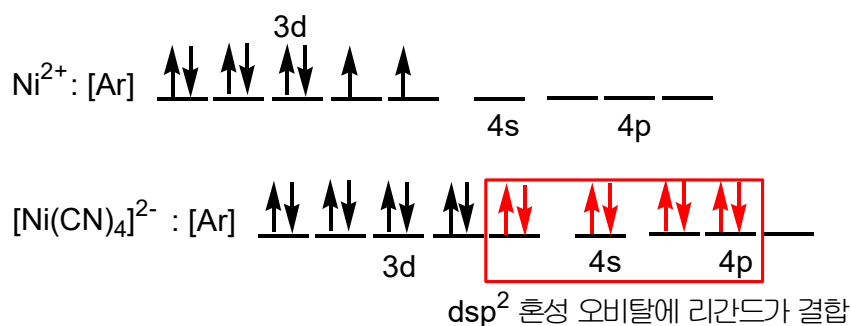 3d
Ni²⁺: [Ar]
4s 4p
[Ni(CN)₄]²⁻ : [Ar]
3d 4s 4p
dsp² 혼성 오비탈에 리간드가 결합